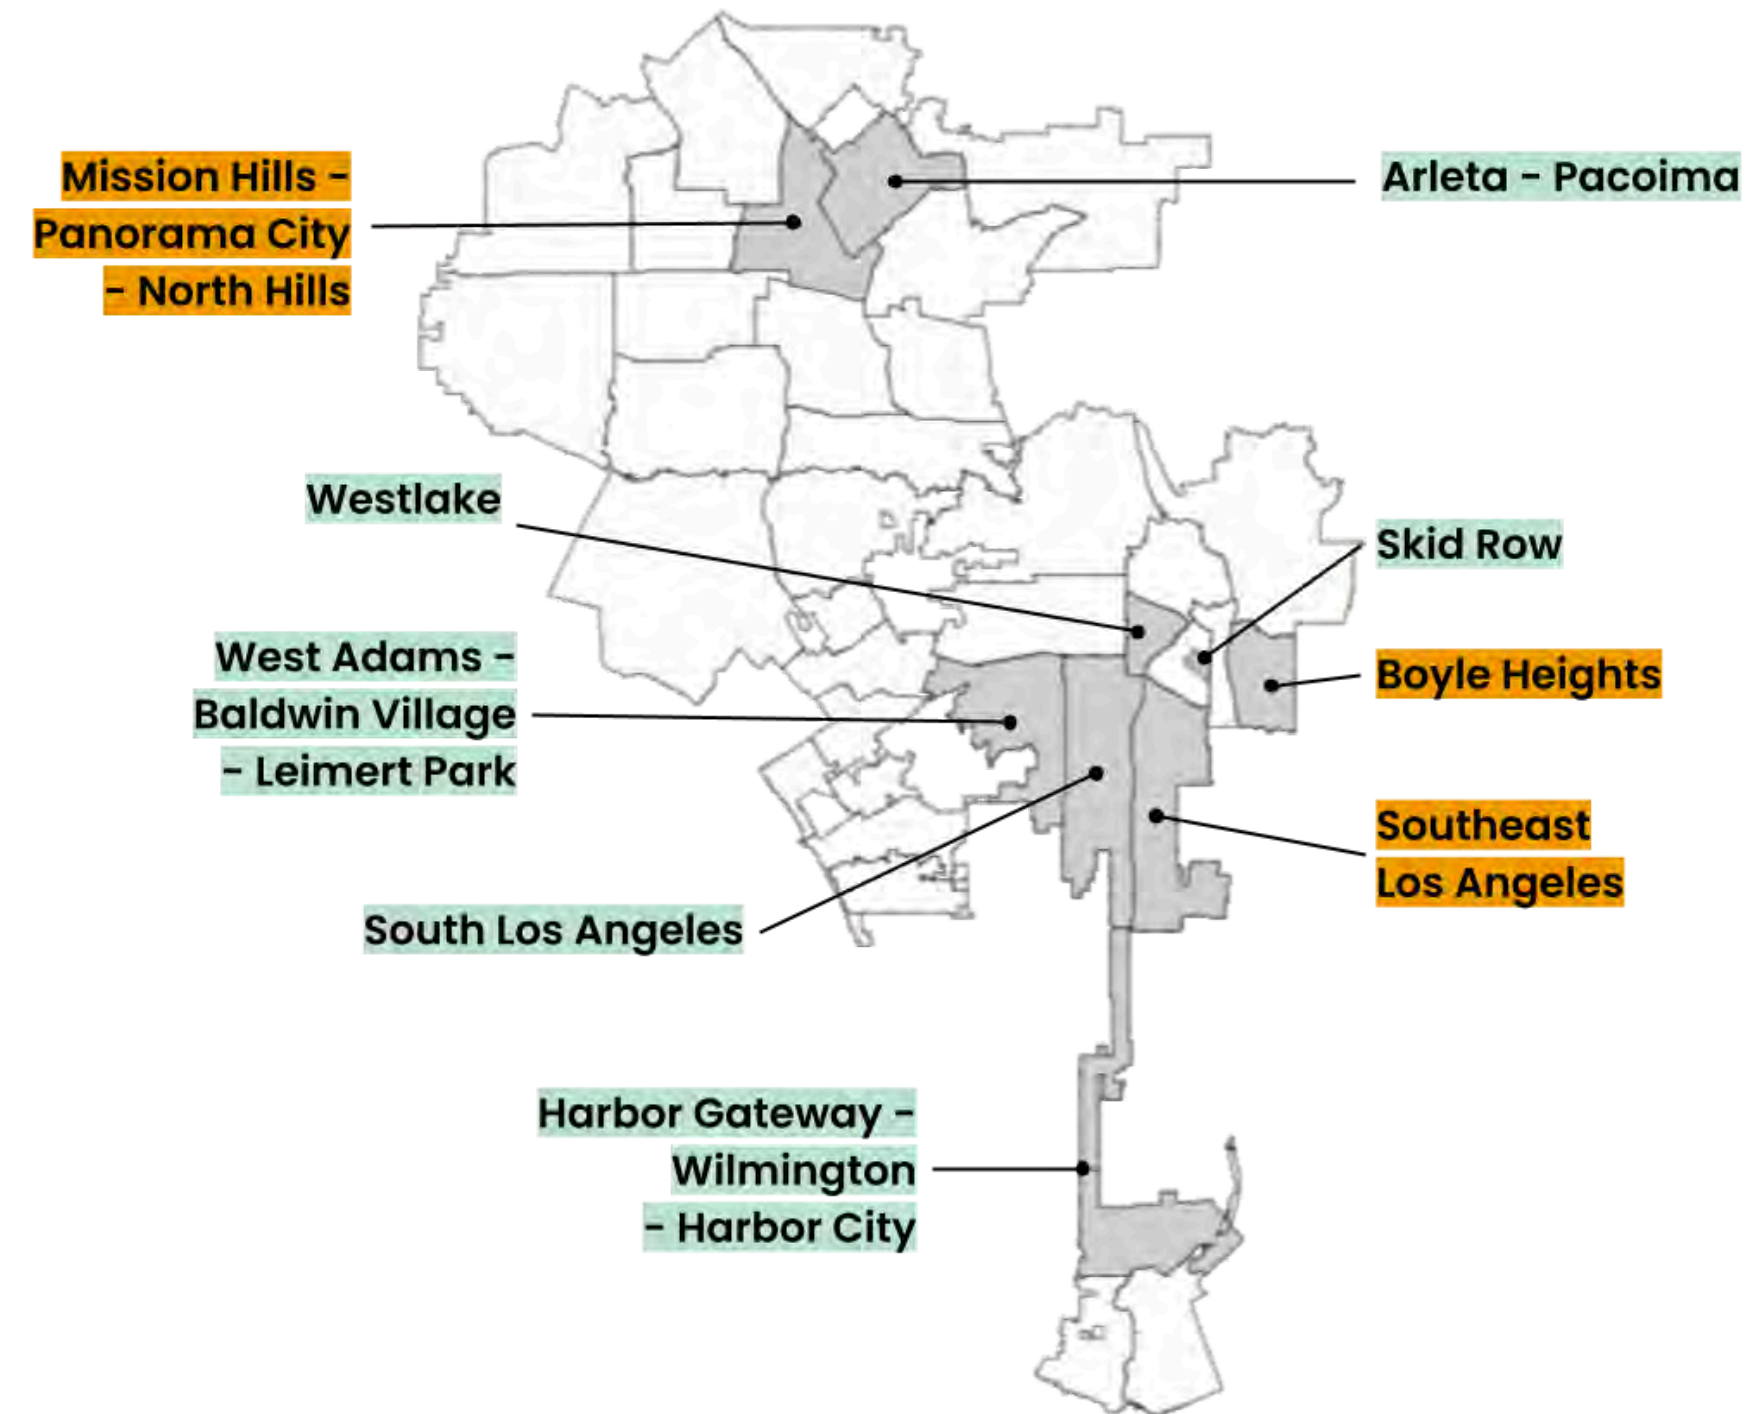 Mission Hills -
Panorama City
- North Hills
Arleta - Pacoima
Westlake
Skid Row
West Adams -
Baldwin Village
- Leimert Park
Boyle Heights
Southeast
Los Angeles
South Los Angeles
Harbor Gateway -
Wilmington
- Harbor City